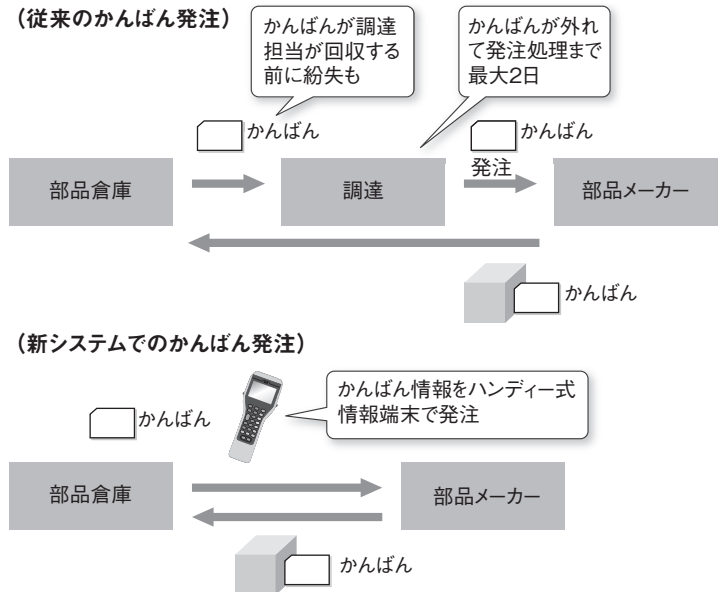 （従来のかんばん発注）
かんばんが調達
担当が回収する
前に紛失も
かんばんが外れ
て発注処理まで
最大2日
かんばん
かんばん
部品倉庫
調達
発注
部品メーカー
かんばん
（新システムでのかんばん発注）
かんばん情報をハンディー式
情報端末で発注
かんばん
部品倉庫
部品メーカー
かんばん